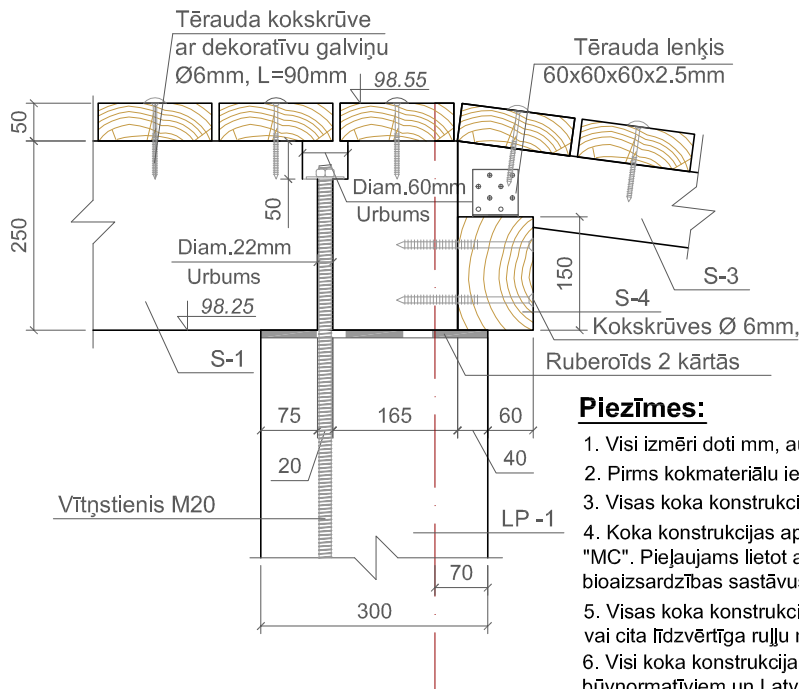 Tērauda kokskrūve
ar dekoratīvu galviņu
Ø6mm, L=90mm
98.55
Tērauda lenķis
60x60x60x2.5mm
50
250
50
Diam.60mm
Urbums
Diam.22mm
Urbums
98.25
150
S-3
S-4
S-1
Kokskrūves Ø 6mm,
Ruberoīds 2 kārtās
75
165
60
20
40
Vītņstienis M20
LP -1
70
300
Piezīmes:
1. Visi izmēri doti mm, au
2. Pirms kokmateriālu ie
3. Visas koka konstrukci
4. Koka konstrukcijas ap
"MC". Pieļaujams lietot a
bioaizsardzības sastāvus
5. Visas koka konstrukci
vai cita līdzvērtīga ruļļu r
6. Visi koka konstrukcija
būvnormatīviem un Latv